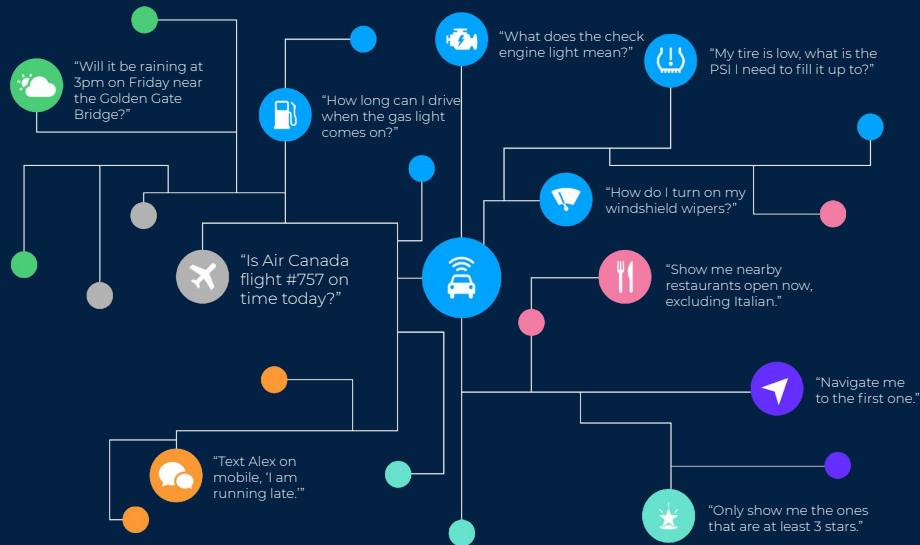 “What does the check
engine light mean?”
“My tire is low, what is the
PSI I need to fill it up to?”
“Will it be raining at
3pm on Friday near
the Golden Gate
Bridge?”
“How long can I drive
when the gas light
comes on?”
“How do I turn on my
windshield wipers?”
“Is Air Canada
flight #757 on
time today?”
“Show me nearby
restaurants open now,
excluding Italian.”
“Navigate me
to the first one.”
“Text Alex on
mobile, ‘I am
running late.’”
“Only show me the ones
that are at least 3 stars.”